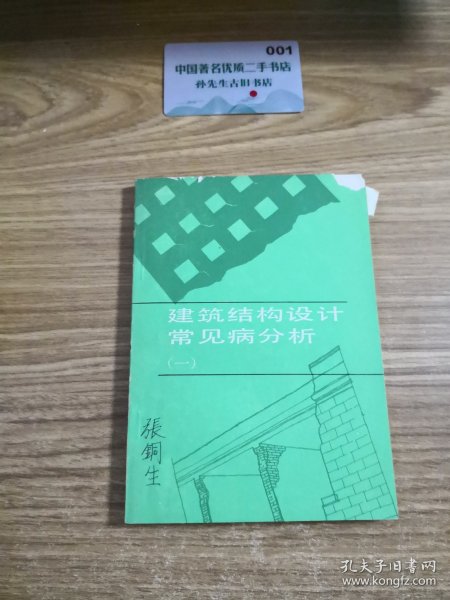 001
中国著名优质二手书店
孙先生古旧书店
建筑结构设计
常见病分析
(一)
張銅生
孔夫子旧书网
www.kongfz.com